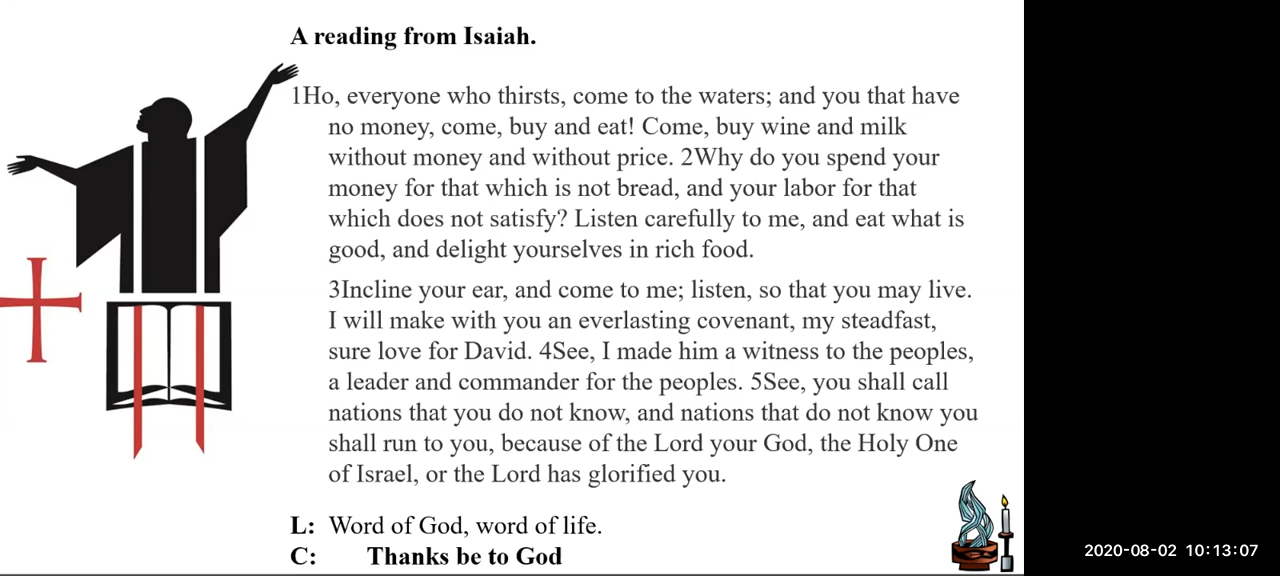 A reading from Isaiah.
1Ho, everyone who thirsts, come to the waters; and you that have
no money, come, buy and eat! Come, buy wine and milk
without money and without price. 2Why do you spend your
money for that which is not bread, and your labor for that
which does not satisfy? Listen carefully to me, and eat what is
good, and delight yourselves in rich food.
3Incline your ear, and come to me; listen, so that you may live.
I will make with you an everlasting covenant, my steadfast,
sure love for David. 4See, I made him a witness to the peoples,
a leader and commander for the peoples. 5See, you shall call
nations that you do not know, and nations that do not know you
shall run to you, because of the Lord your God, the Holy One
of Israel, or the Lord has glorified you.
L: Word of God, word of life.
C: Thanks be to God
2020-08-02 10:13:07